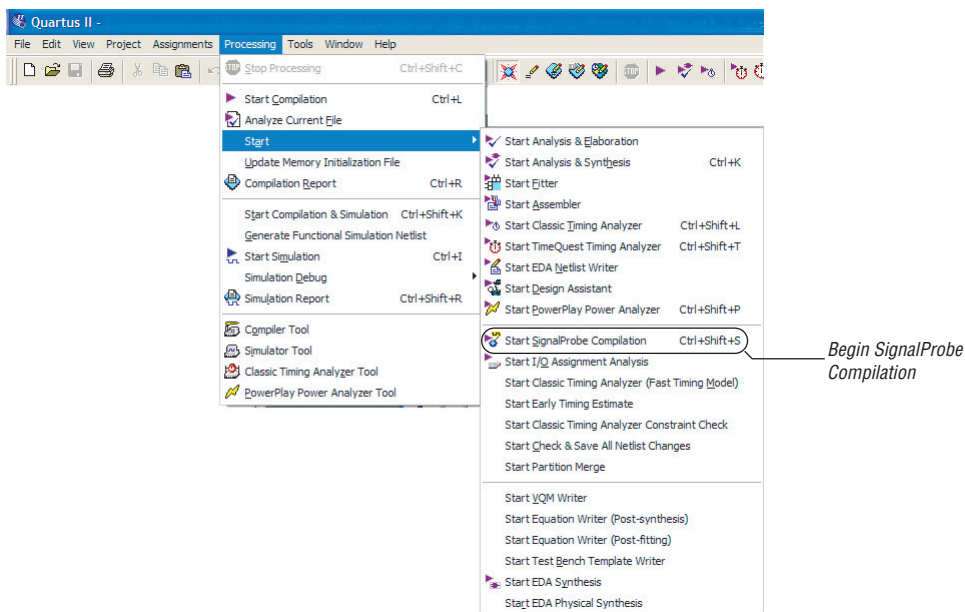 Quartus II -
File Edit View Project Assignments Processing Tools Window Help
Stop Processing Ctrl+Shift+C
Start Compilation Ctrl+L
Analyze Current File
Start
Update Memory Initialization File
Compilation Report Ctrl+R
Start Compilation & Simulation Ctrl+Shift+K
Generate Functional Simulation Netlist
Start Simulation Ctrl+I
Simulation Debug
Simulation Report Ctrl+Shift+R
Compiler Tool
Simulator Tool
Classic Timing Analyzer Tool
PowerPlay Power Analyzer Tool
Start Analysis & Elaboration
Start Analysis & Synthesis Ctrl+K
Start Fitter
Start Assembler
Start Classic Timing Analyzer Ctrl+Shift+L
Start TimeQuest Timing Analyzer Ctrl+Shift+T
Start EDA Netlist Writer
Start Design Assistant
Start PowerPlay Power Analyzer Ctrl+Shift+P
Start SignalProbe Compilation Ctrl+Shift+S
Start I/O Assignment Analysis
Start Classic Timing Analyzer (Fast Timing Model)
Start Early Timing Estimate
Start Classic Timing Analyzer Constraint Check
Start Check & Save All Netlist Changes
Start Partition Merge
Start VQM Writer
Start Equation Writer (Post-synthesis)
Start Equation Writer (Post-fitting)
Start Test Bench Template Writer
Start EDA Synthesis
Start EDA Physical Synthesis
Begin SignalProbe
Compilation